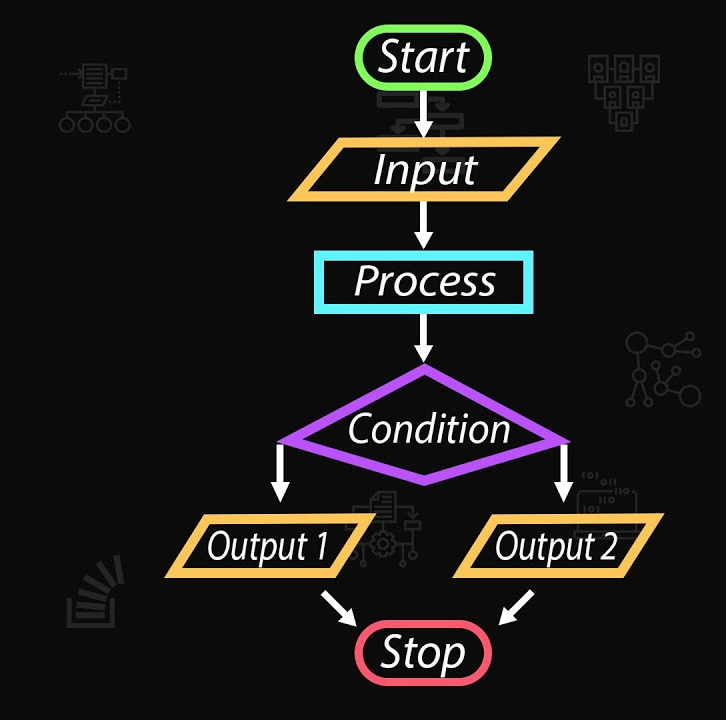 Start
Input
Process
Condition
Output 1
Output 2
Stop